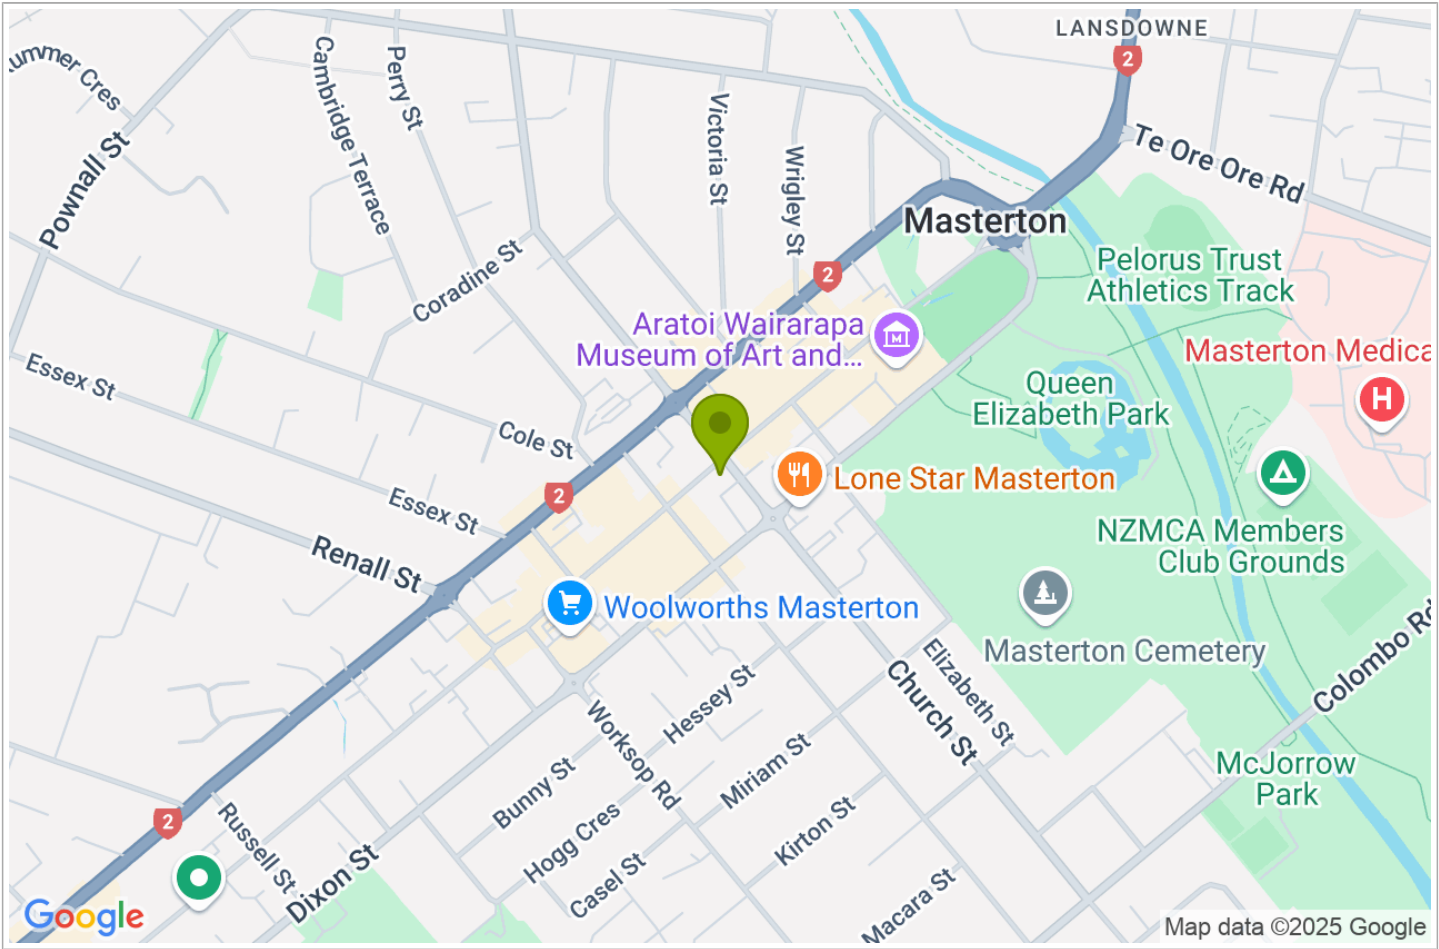 LANSDOWNE
2
ummer Cres
Cambridge Terrace
Perry St
Victoria St
Wrigley St
Te Ore Ore Rd
Pownall St
Masterton
Coradine St
2
Pelorus Trust
Athletics Track
Aratoi Wairarapa
Museum of Art and...
M
Masterton Medica
H
Essex St
Queen
Elizabeth Park
Cole St
Lone Star Masterton
2
Essex St
NZMCA Members
Club Grounds
Renall St
Woolworths Masterton
Masterton Cemetery
Colombo Rd
Elizabeth St
Church St
Hessey St
Worksop Rd
Miriam St
Bunny St
McJorrow
Park
2
Hogg Cres
Kirton St
Russell St
Dixon St
Casel St
Macara St
Google
Map data ©2025 Google